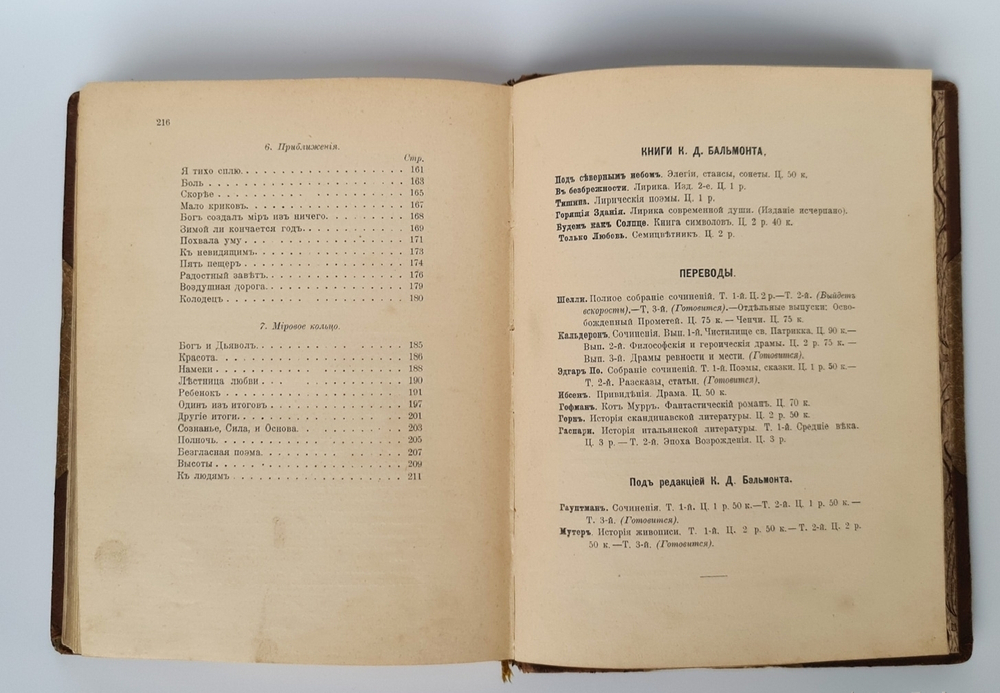 216
6. Приближенія.
Стр.
Я тихо сплю. . . . . . . . . . . . . . . . . 161
Боль . . . . . . . . . . . . . . . . . . . . 163
Скорѣе . . . . . . . . . . . . . . . . . . . 165
Мало криковъ. . . . . . . . . . . . . . . . 167
Богъ создалъ міръ изъ ничего. . . . . . . . 168
Зимой ли кончается годъ. . . . . . . . . . 169
Похвала уму . . . . . . . . . . . . . . . . 171
Къ невидящимъ. . . . . . . . . . . . . . . 173
Пять пещеръ . . . . . . . . . . . . . . . . 174
Радостный завѣтъ. . . . . . . . . . . . . . 176
Воздушная дорога. . . . . . . . . . . . . . 179
Колодецъ . . . . . . . . . . . . . . . . . . 180
7. Міровое кольцо.
Богъ и Дьяволъ. . . . . . . . . . . . . . . 185
Красота. . . . . . . . . . . . . . . . . . . 186
Намеки . . . . . . . . . . . . . . . . . . . 188
Лѣстница любви . . . . . . . . . . . . . . 190
Ребенокъ . . . . . . . . . . . . . . . . . . 191
Одинъ изъ итоговъ . . . . . . . . . . . . . 197
Другіе итоги. . . . . . . . . . . . . . . . . 201
Сознанье, Сила, и Основа. . . . . . . . . . 203
Полночь. . . . . . . . . . . . . . . . . . . 205
Безгласная поэма. . . . . . . . . . . . . . 207
Высоты . . . . . . . . . . . . . . . . . . . 209
Къ людямъ . . . . . . . . . . . . . . . . . 211
КНИГИ К. Д. БАЛЬМОНТА,
Подъ сѣвернымъ небомъ. Элегіи, стансы, сонеты. Ц. 50 к.
Въ безбрежности. Лирика. Изд. 2-е. Ц. 1 р.
Тишина. Лирическія поэмы. Ц. 1 р.
Горящія Зданія. Лирика современной души. (Изданіе исчерпано).
Будемъ какъ Солнце. Книга символовъ. Ц. 2 р. 40 к.
Только Любовь. Семицвѣтникъ. Ц. 2 р.
ПЕРЕВОДЫ.
Шелли. Полное собраніе сочиненій. Т. 1-й. Ц. 2 р.—Т. 2-й. (Выйдетъ
вскорости).—Т. 3-й. (Готовится).—Отдѣльные выпуски: Осво-
божденный Прометей. Ц. 75 к. — Ченчи. Ц. 75 к.
Кальдеронъ. Сочиненія. Вып. 1-й. Чистилище св. Патрикка. Ц. 90 к.—
Вып. 2-й. Философскія и героическія драмы. Ц. 2 р. 75 к. —
Вып. 3-й. Драмы ревности и мести. (Готовится).
Эдгаръ По. Собраніе сочиненій. Т. 1-й. Поэмы, сказки. Ц. 1 р. 50 к.—
Т. 2-й. Разсказы, статьи. (Готовится).
Ибсенъ. Привидѣнія. Драма. Ц. 50 к.
Гофманъ. Котъ Мурръ. Фантастическій романъ. Ц. 70 к.
Горнъ. Исторія скандинавской литературы. Ц. 2 р. 50 к.
Гаспари. Исторія итальянской литературы. Т. 1-й. Средніе вѣка.
Ц. 3 р. — Т. 2-й. Эпоха Возрожденія. Ц. 3 р.
Подъ редакціей К. Д. Бальмонта.
Гауптманъ. Сочиненія. Т. 1-й. Ц. 1 р. 50 к.—Т. 2-й. Ц. 1 р. 50 к.—
Т. 3-й. (Готовится).
Мутеръ. Исторія живописи. Т. 1-й. Ц. 2 р. 50 к.— Т. 2-й. Ц. 2 р.
50 к.—Т. 3-й. (Готовится).